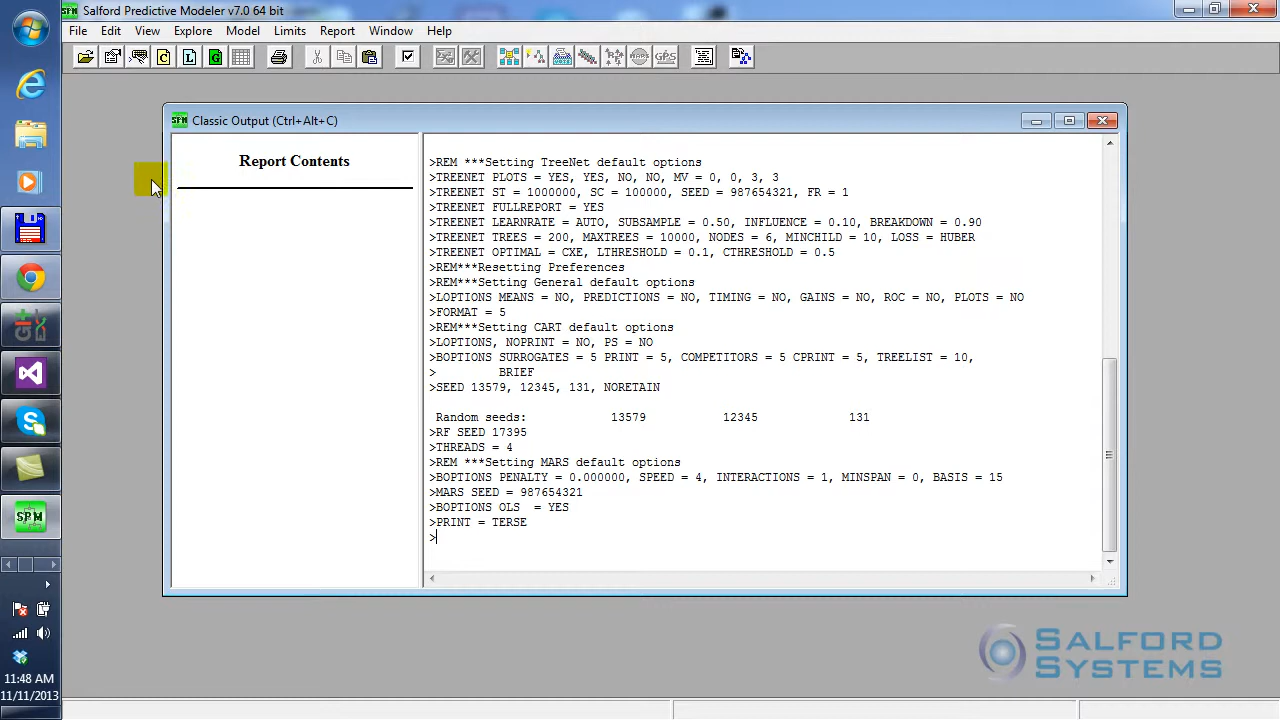 Salford Predictive Modeler v7.0 64 bit
File Edit View Explore Model Limits Report Window Help
Classic Output (Ctrl+Alt+C)
Report Contents
>REM ***Setting TreeNet default options
>TREENET PLOTS = YES, YES, NO, NO, MV = 0, 0, 3, 3
>TREENET ST = 1000000, SC = 100000, SEED = 987654321, FR = 1
>TREENET FULLREPORT = YES
>TREENET LEARNRATE = AUTO, SUBSAMPLE = 0.50, INFLUENCE = 0.10, BREAKDOWN = 0.90
>TREENET TREES = 200, MAXTREES = 10000, NODES = 6, MINCHILD = 10, LOSS = HUBER
>TREENET OPTIMAL = CXE, LTHRESHOLD = 0.1, CTHRESHOLD = 0.5
>REM***Resetting Preferences
>REM***Setting General default options
>LOPTIONS MEANS = NO, PREDICTIONS = NO, TIMING = NO, GAINS = NO, ROC = NO, PLOTS = NO
>FORMAT = 5
>REM***Setting CART default options
>LOPTIONS, NOPRINT = NO, PS = NO
>BOPTIONS SURROGATES = 5 PRINT = 5, COMPETITORS = 5 CPRINT = 5, TREELIST = 10,
> BRIEF
>SEED 13579, 12345, 131, NORETAIN
Random seeds: 13579 12345 131
>RF SEED 17395
>THREADS = 4
>REM ***Setting MARS default options
>BOPTIONS PENALTY = 0.000000, SPEED = 4, INTERACTIONS = 1, MINSPAN = 0, BASIS = 15
>MARS SEED = 987654321
>BOPTIONS OLS = YES
>PRINT = TERSE
>
SPM
11:48 AM
11/11/2013
SALFORD
SYSTEMS